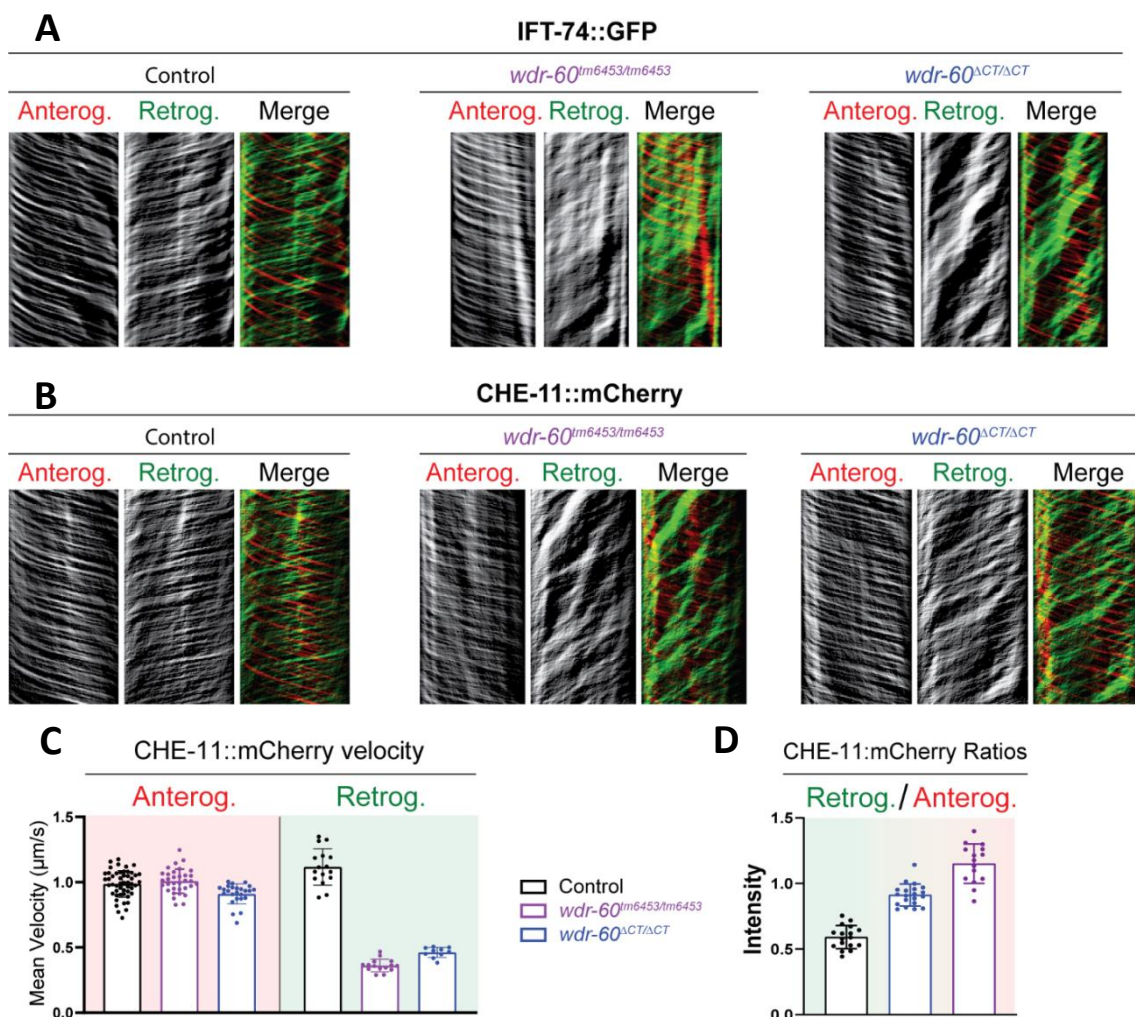 A
IFT-74::GFP
Control
wdr-60tm6453/tm6453
wdr-60ΔCT/ΔCT
Anterog. Retrog. Merge
Anterog. Retrog. Merge
Anterog. Retrog. Merge
B
CHE-11::mCherry
Control
wdr-60tm6453/tm6453
wdr-60ΔCT/ΔCT
Anterog. Retrog. Merge
Anterog. Retrog. Merge
Anterog. Retrog. Merge
C
CHE-11::mCherry velocity
Anterog.
Retrog.
Mean Velocity (μm/s)
1.5
1.0
0.5
0.0
Control
wdr-60tm6453/tm6453
wdr-60ΔCT/ΔCT
D
CHE-11:mCherry Ratios
Retrog./Anterog.
Intensity
1.5
1.0
0.5
0.0